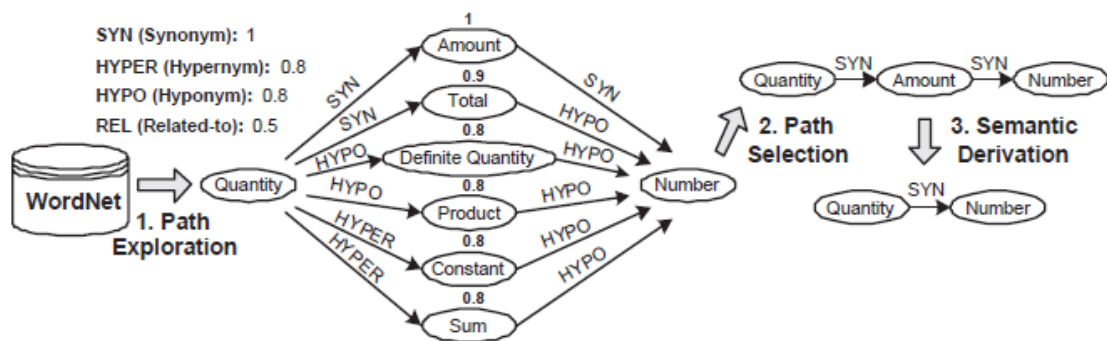 SYN (Synonym): 1
HYPER (Hypernym): 0.8
HYPO (Hyponym): 0.8
REL (Related-to): 0.5
WordNet
1. Path
Exploration
Quantity
SYN
SYN
HYPO
HYPO
HYPER
HYPER
1
Amount
0.9
Total
0.8
Definite Quantity
0.8
Product
0.8
Constant
0.8
Sum
SYN
HYPO
HYPO
HYPO
HYPO
HYPO
Number
2. Path
Selection
Quantity SYN Amount SYN Number
3. Semantic
Derivation
Quantity SYN Number